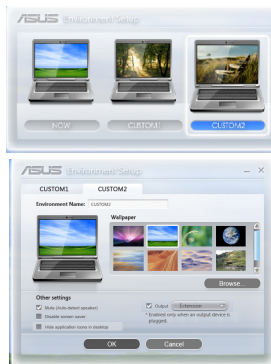 ASUS Environment/Setup
NOW
CUSTOM1
CUSTOM2
ASUS Environment/Setup
CUSTOM1
CUSTOM2
Environment Name: CUSTOM2
Wallpaper
Browse...
Other settings
Mute (Auto-detect speaker)
Disable screen saver
Hide application icons in desktop
Output
Extension
* Enabled only when an output device is
plugged.
OK
Cancel